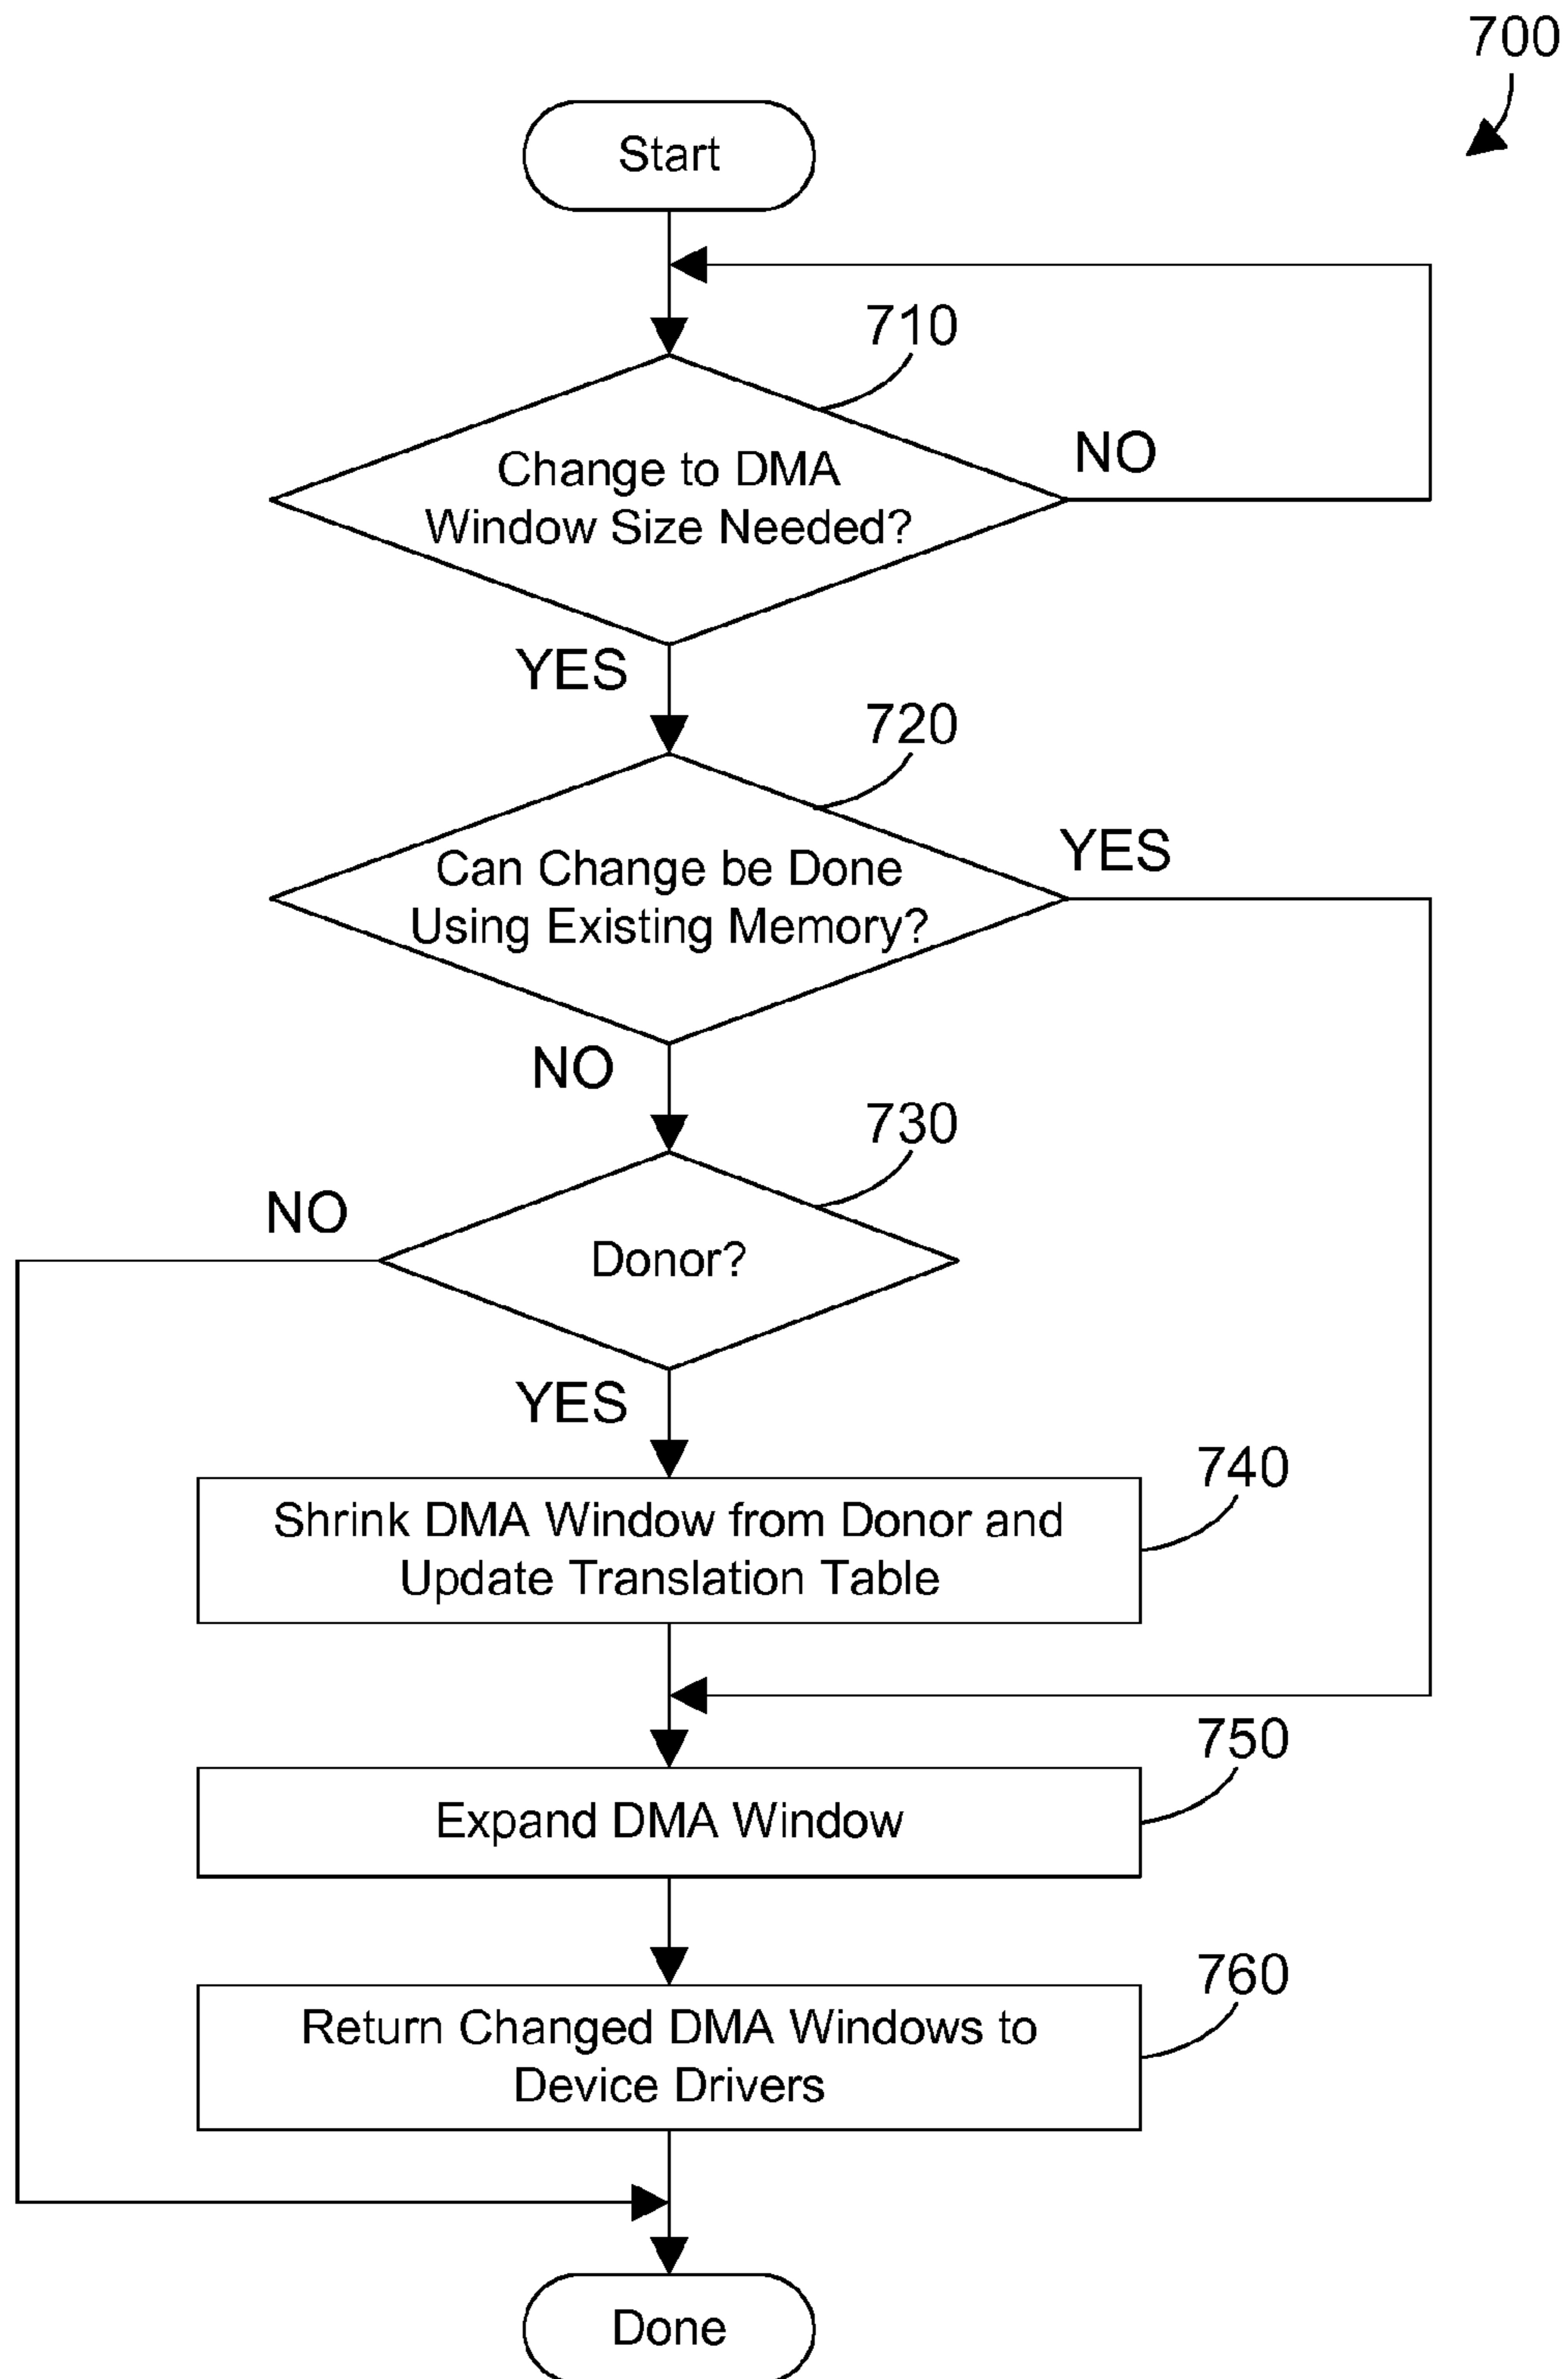 700
Start
710
Change to DMA
Window Size Needed?
NO
YES
720
Can Change be Done
Using Existing Memory?
YES
NO
730
NO
Donor?
YES
740
Shrink DMA Window from Donor and
Update Translation Table
750
Expand DMA Window
760
Return Changed DMA Windows to
Device Drivers
Done